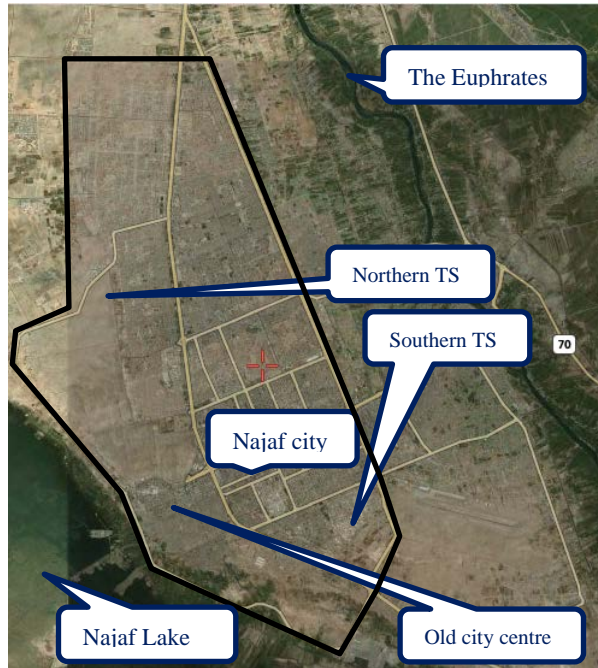 The Euphrates
Northern TS
Southern TS
70
Najaf city
Najaf Lake
Old city centre